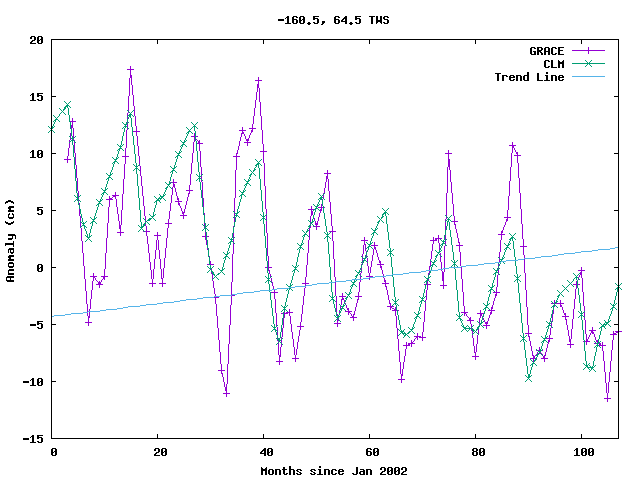 -160.5, 64.5 TWS
GRACE
CLM
Trend Line
Anomaly (cm)
20
15
10
5
0
-5
-10
-15
0 20 40 60 80 100
Months since Jan 2002